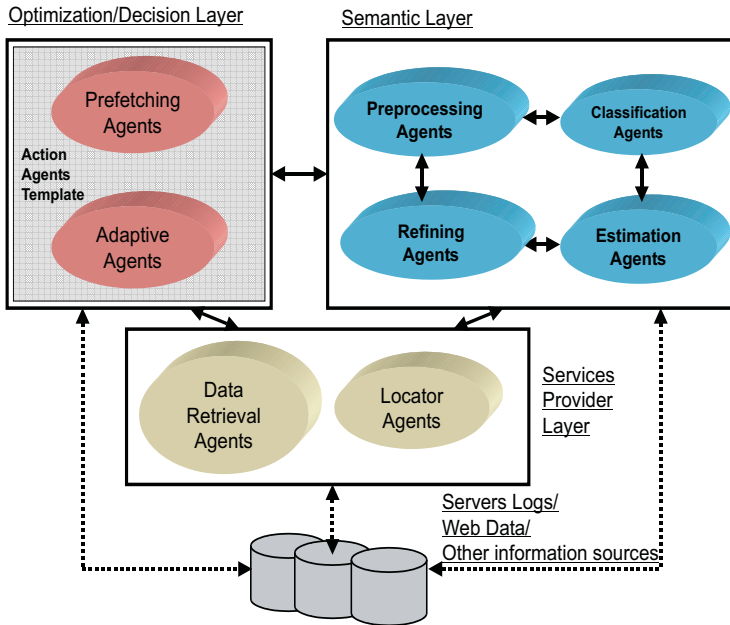 Optimization/Decision Layer
Semantic Layer
Prefetching
Agents
Action
Agents
Template
Adaptive
Agents
Preprocessing
Agents
Classification
Agents
Refining
Agents
Estimation
Agents
Data
Retrieval
Agents
Locator
Agents
Services
Provider
Layer
Servers Logs/
Web Data/
Other information sources